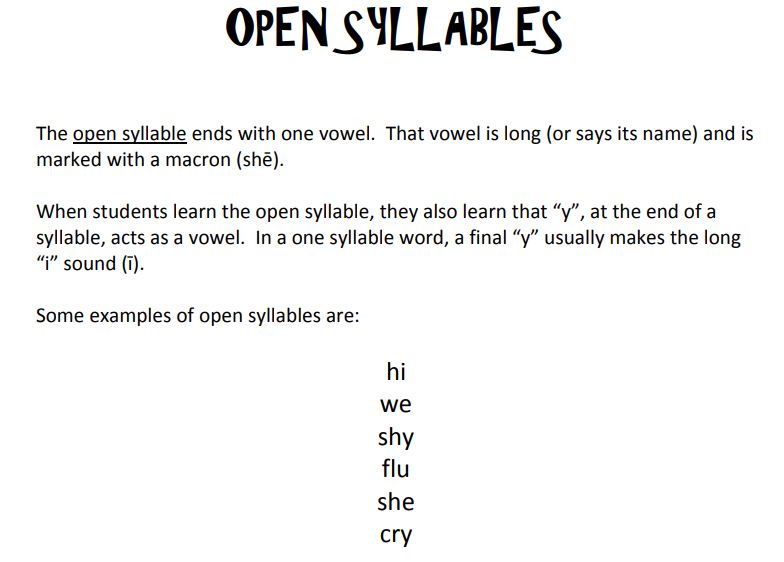 OPEN SYLLABLES
The open syllable ends with one vowel.  That vowel is long (or says its name) and is
marked with a macron (shē).
When students learn the open syllable, they also learn that “y”, at the end of a
syllable, acts as a vowel.  In a one syllable word, a final “y” usually makes the long
“i” sound (ī).
Some examples of open syllables are:
hi
we
shy
flu
she
cry